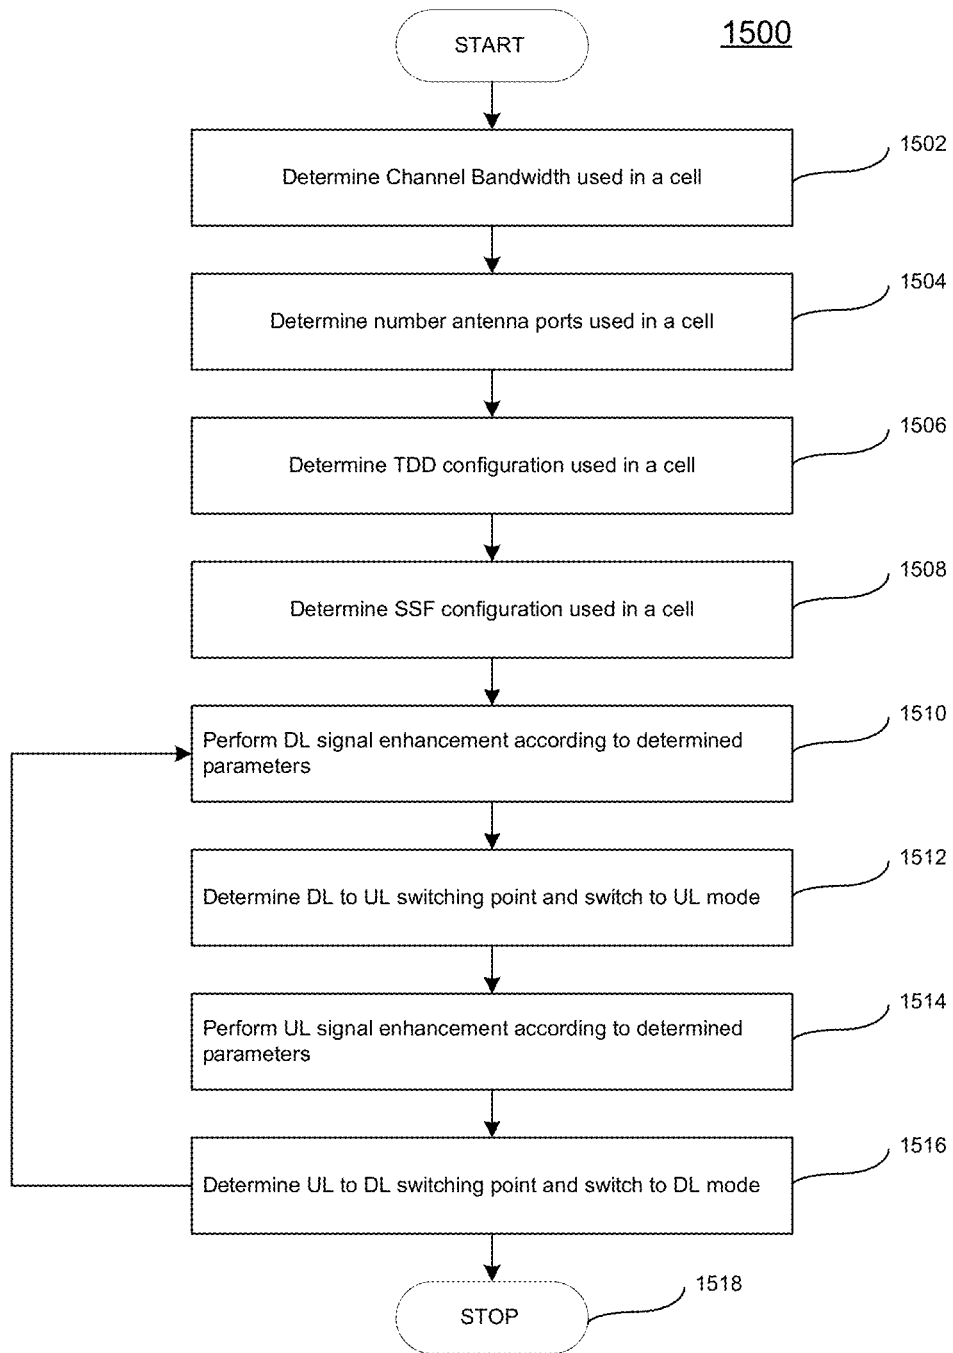 START
1500
1502
Determine Channel Bandwidth used in a cell
1504
Determine number antenna ports used in a cell
1506
Determine TDD configuration used in a cell
1508
Determine SSF configuration used in a cell
1510
Perform DL signal enhancement according to determined
parameters
1512
Determine DL to UL switching point and switch to UL mode
1514
Perform UL signal enhancement according to determined
parameters
1516
Determine UL to DL switching point and switch to DL mode
1518
STOP